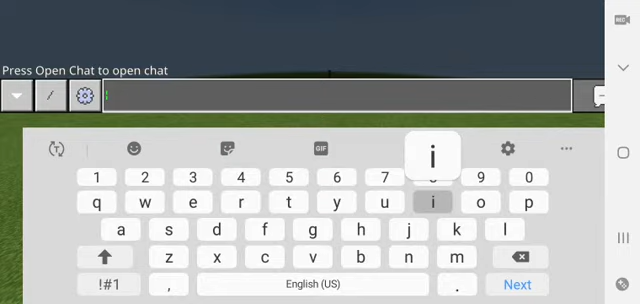 Press Open Chat to open chat
/
GIF
i
1 2 3 4 5 6 7 9 0
q w e r t y u i o p
a s d f g h j k l
z x c v b n m
!#1 , English (US) . Next